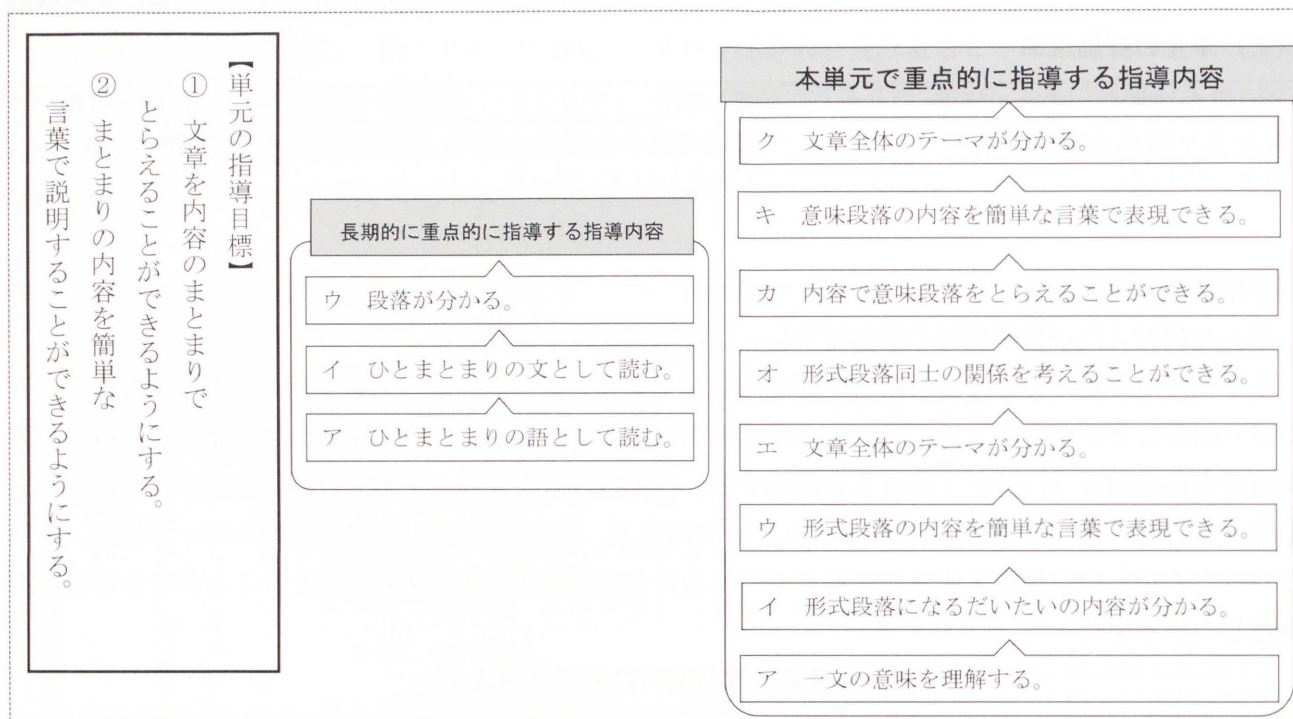 本単元で重点的に指導する指導内容
ク 文章全体のテーマが分かる。
キ 意味段落の内容を簡単な言葉で表現できる。
カ 内容で意味段落をとらえることができる。
オ 形式段落同士の関係を考えることができる。
エ 文章全体のテーマが分かる。
ウ 形式段落の内容を簡単な言葉で表現できる。
イ 形式段落になるだいたいの内容が分かる。
ア 一文の意味を理解する。
長期的に重点的に指導する指導内容
ウ 段落が分かる。
イ ひとまとまりの文として読む。
ア ひとまとまりの語として読む。
【単元の指導目標】
① 文章を内容のまとまりで
とらえることができるようにする。
② まとまりの内容を簡単な
言葉で説明することができるようにする。